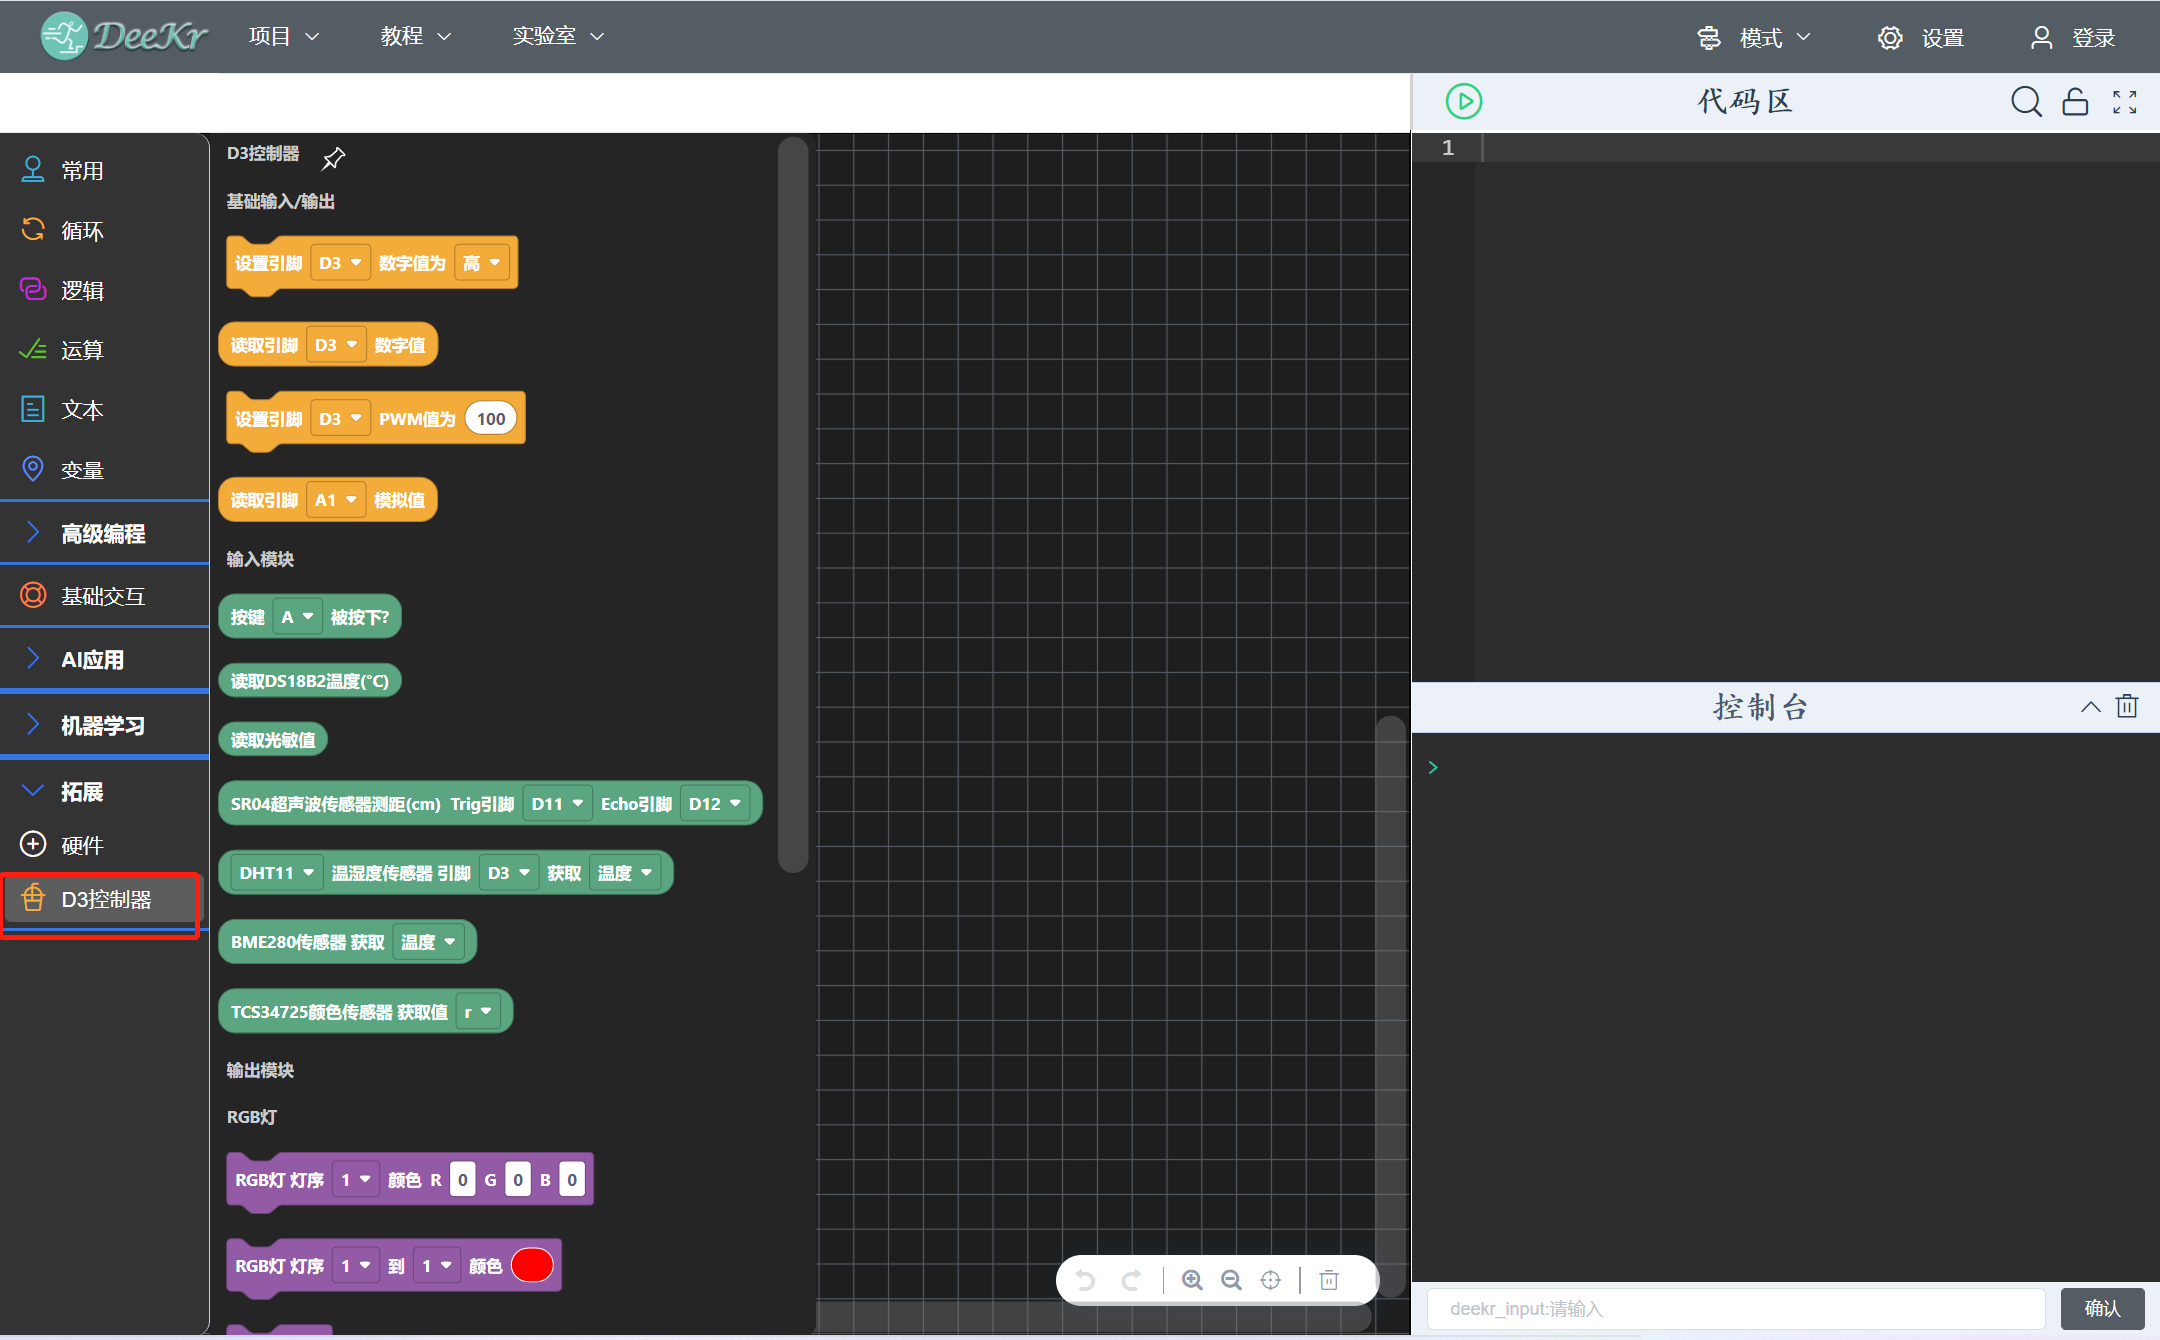 DeeKr 项目 教程 实验室 模式 设置 登录
代码区
1
常用
循环
逻辑
运算
文本
变量
高级编程
基础交互
AI应用
机器学习
拓展
硬件
D3控制器
D3控制器
基础输入/输出
设置引脚 D3 数字值为 高
读取引脚 D3 数字值
设置引脚 D3 PWM值为 100
读取引脚 A1 模拟值
输入模块
按键 A 被按下?
读取DS18B2温度(°C)
读取光敏值
SR04超声波传感器测距(cm) Trig引脚 D11 Echo引脚 D12
DHT11 温湿度传感器 引脚 D3 获取 温度
BME280传感器 获取 温度
TCS34725颜色传感器 获取值 r
输出模块
RGB灯
RGB灯 灯序 1 颜色 R 0 G 0 B 0
RGB灯 灯序 1 到 1 颜色
控制台
>
deekr_input:请输入 确认